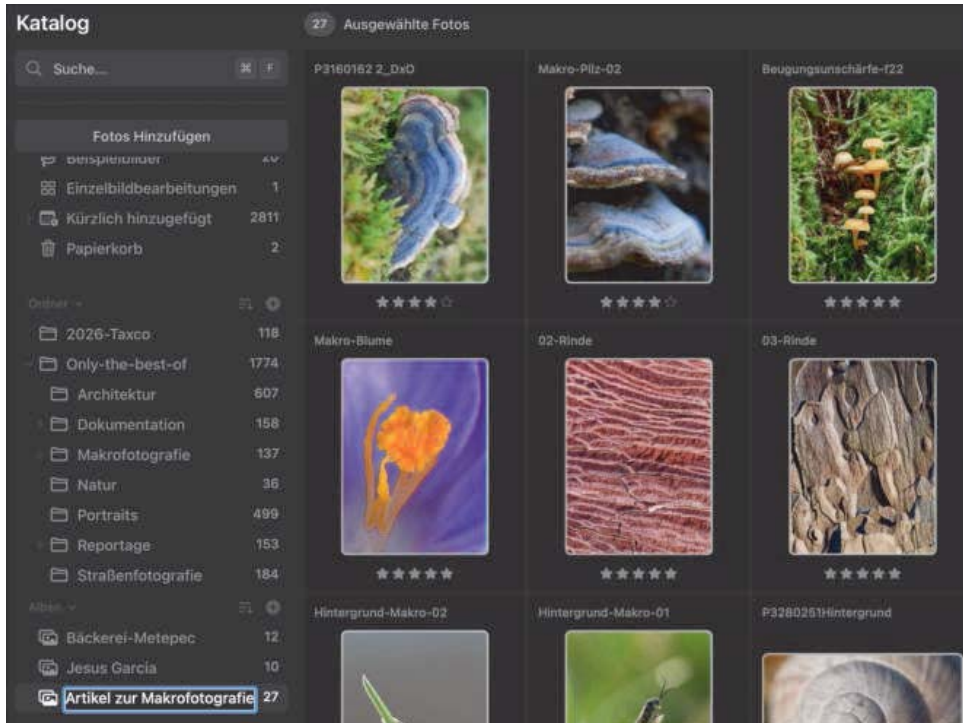 Katalog
Suche...
⌘ F
Fotos Hinzufügen
Beispielbilder 20
Einzelbildbearbeitungen 1
Kürzlich hinzugefügt 2811
Papierkorb 2
Ordner
2026-Taxco 118
Only-the-best-of 1774
Architektur 607
Dokumentation 158
Makrofotografie 137
Natur 36
Portraits 499
Reportage 153
Straßenfotografie 184
Alben
Bäckerei-Metepec 12
Jesus Garcia 10
Artikel zur Makrofotografie 27
27 Ausgewählte Fotos
P3160162 2_DxO
Makro-Pilz-02
Beugungsunschärfe-f22
Makro-Blume
02-Rinde
03-Rinde
Hintergrund-Makro-02
Hintergrund-Makro-01
P3280251Hintergrund